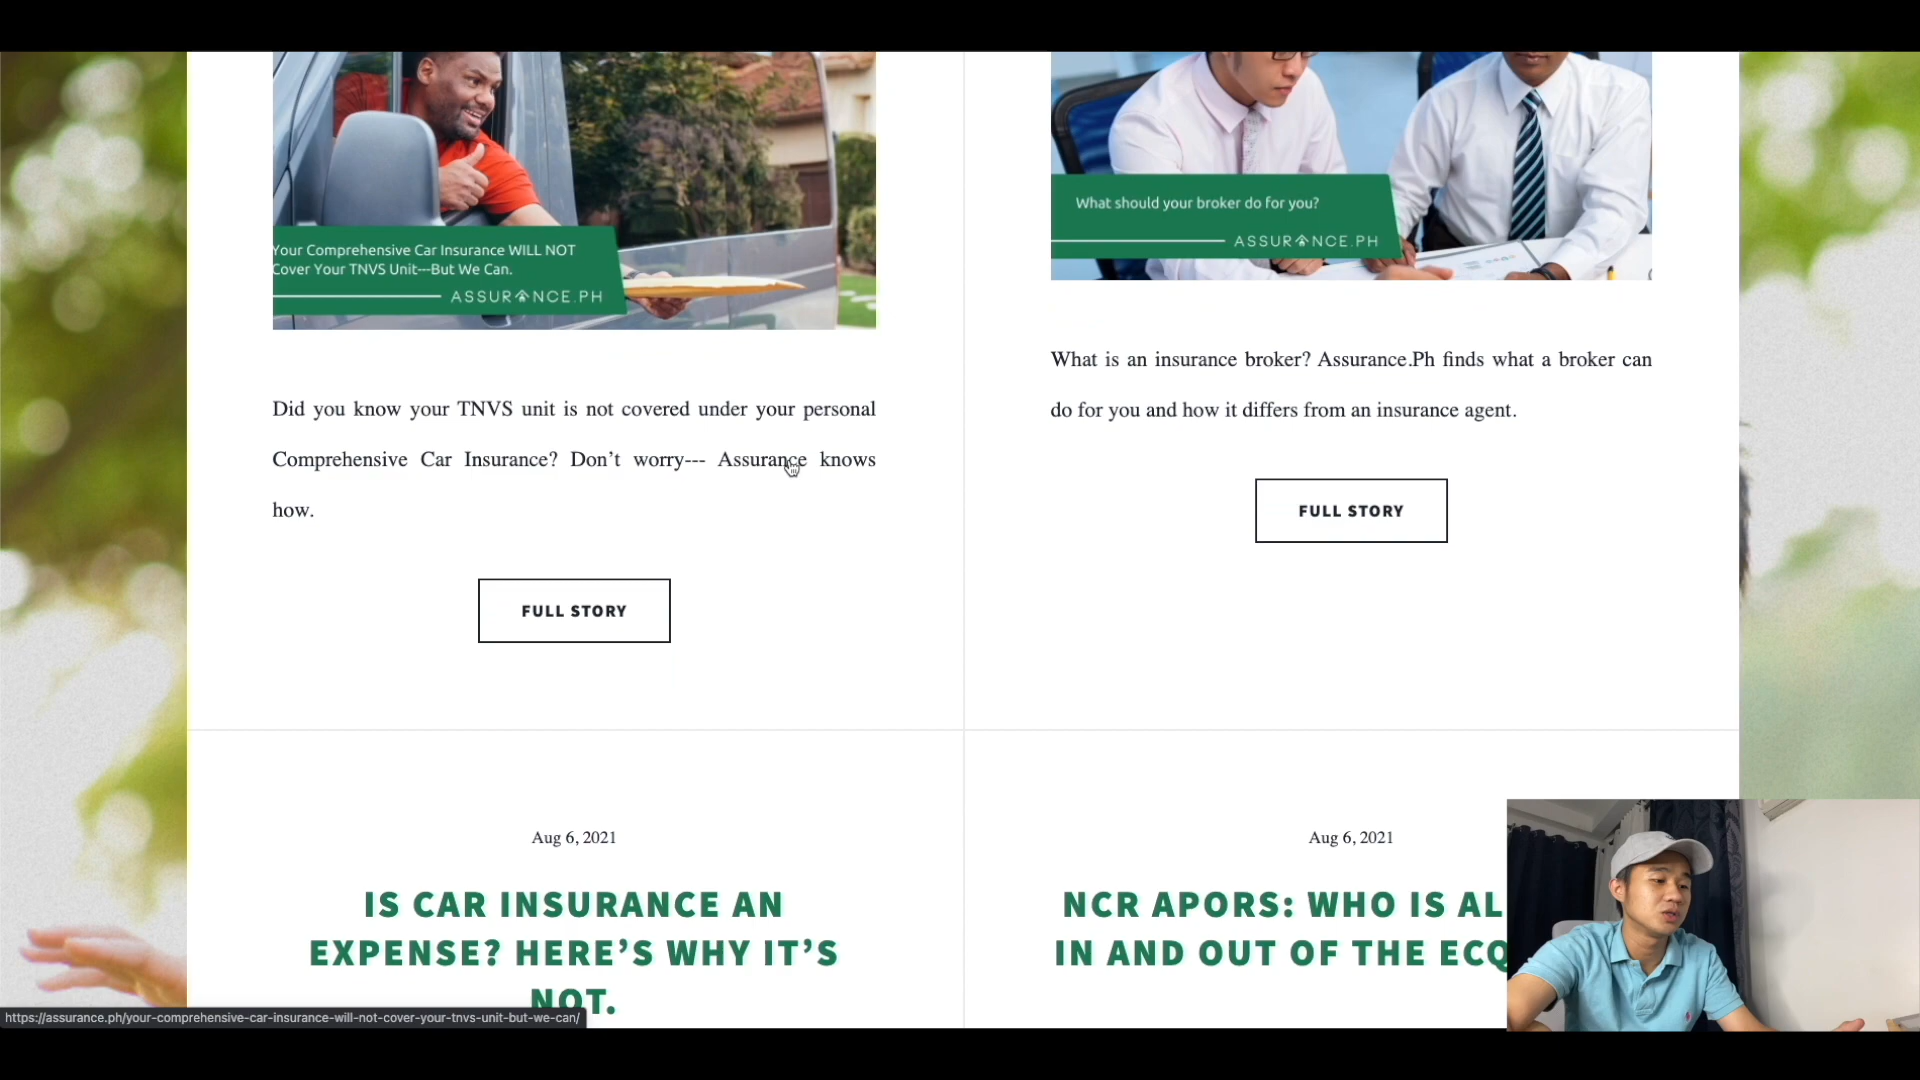 Your Comprehensive Car Insurance WILL NOT
Cover Your TNVS Unit---But We Can.
ASSURANCE.PH
Did you know your TNVS unit is not covered under your personal
Comprehensive Car Insurance? Don’t worry--- Assurance knows
how.
FULL STORY
What should your broker do for you?
ASSURANCE.PH
What is an insurance broker? Assurance.Ph finds what a broker can
do for you and how it differs from an insurance agent.
FULL STORY
Aug 6, 2021
IS CAR INSURANCE AN
EXPENSE? HERE’S WHY IT’S
NOT.
Aug 6, 2021
NCR APORS: WHO IS AL
IN AND OUT OF THE ECQ
https://assurance.ph/your-comprehensive-car-insurance-will-not-cover-your-tnvs-unit-but-we-can/